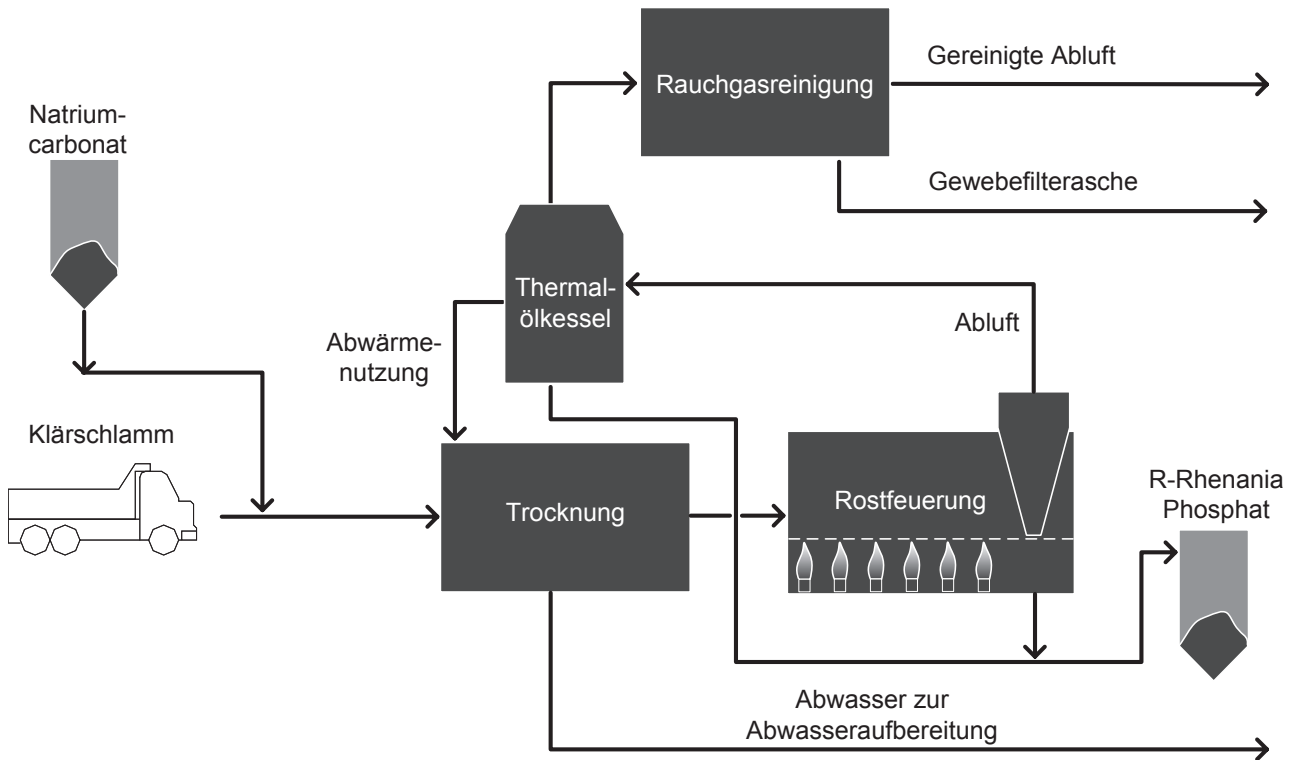 Gereinigte Abluft
Rauchgasreinigung
Natrium-
carbonat
Gewebefilterasche
Thermal-
ölkessel
Abluft
Abwärme-
nutzung
Klärschlamm
Trocknung
Rostfeuerung
R-Rhenania
Phosphat
Abwasser zur
Abwasseraufbereitung